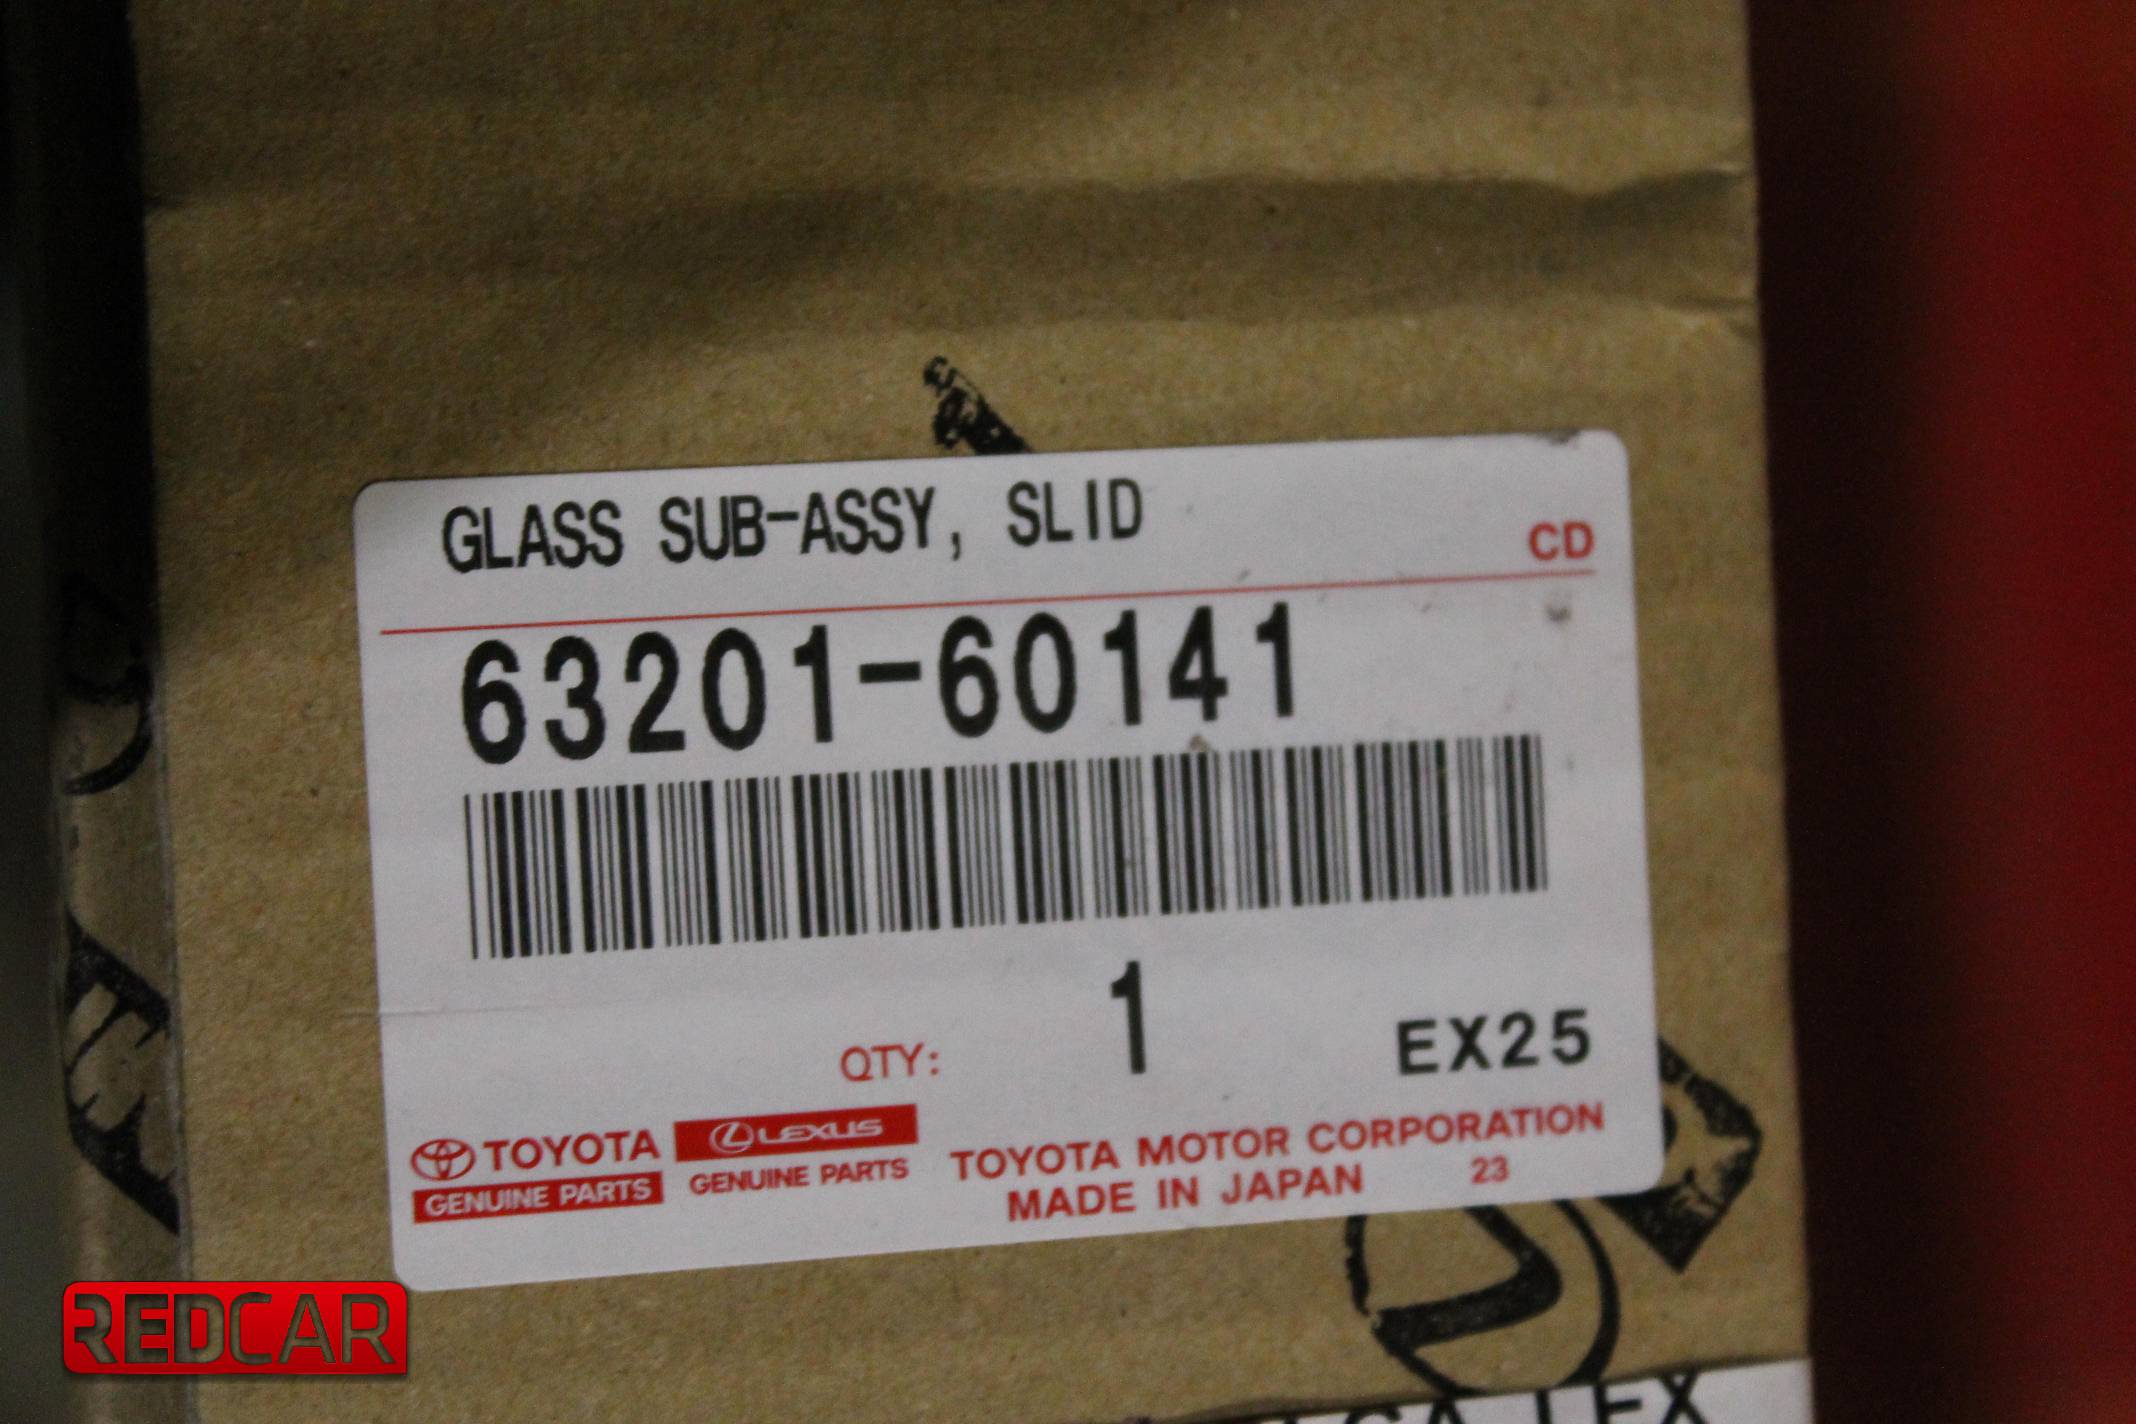 GLASS SUB-ASSY, SLID
CD
63201-60141
QTY: 1 EX25
TOYOTA
GENUINE PARTS
LEXUS
GENUINE PARTS
TOYOTA MOTOR CORPORATION
MADE IN JAPAN 23
REDCAR